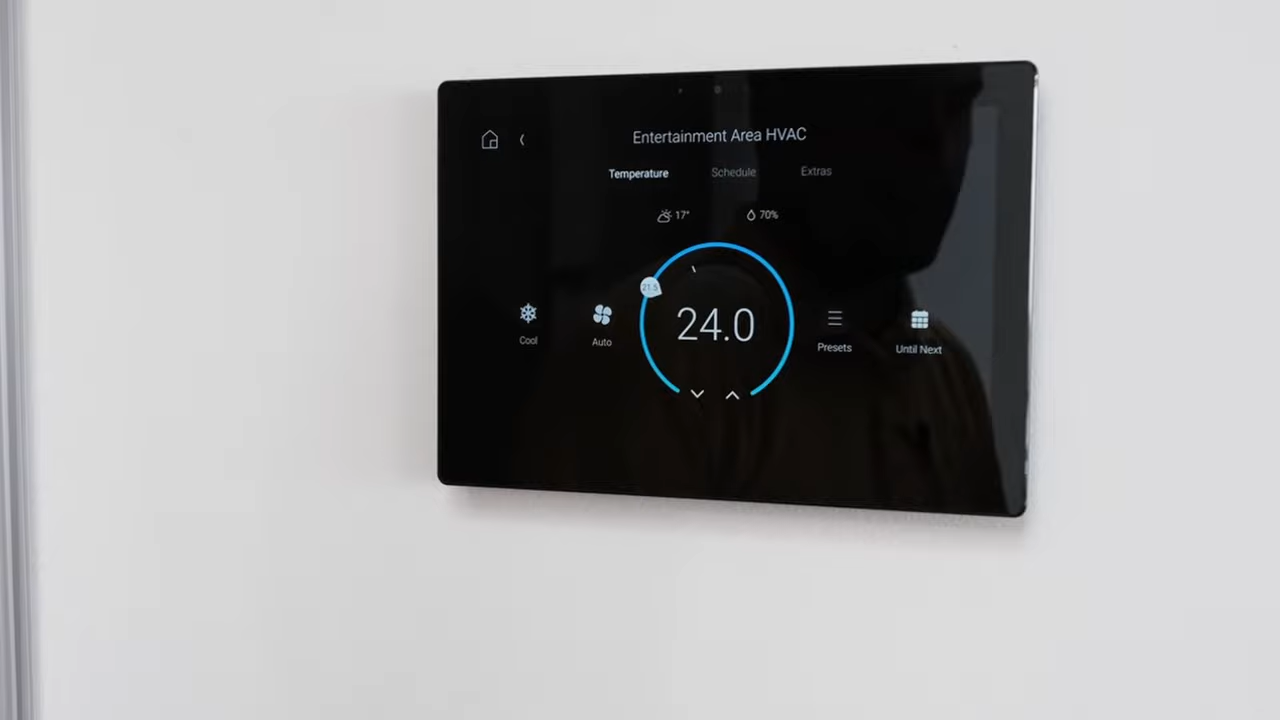 Entertainment Area HVAC
Temperature Schedule Extras
17° 70%
21.5
24.0
Cool Auto Presets Until Next